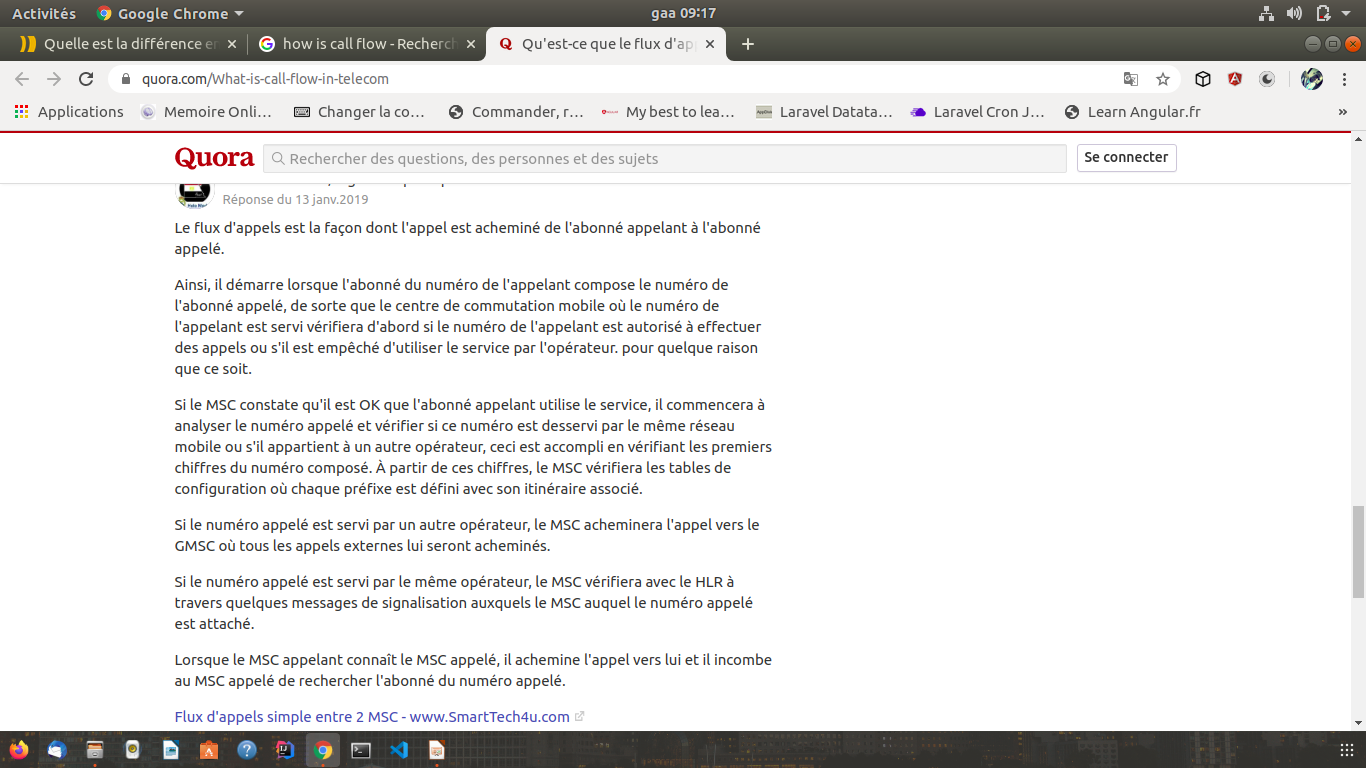 Activités Google Chrome gaa 09:17
Quelle est la différence e how is call flow - Recherch Qu'est-ce que le flux d'ap
quora.com/What-is-call-flow-in-telecom
Applications Memoire Onli… Changer la co… Commander, r… My best to lea… Laravel Datata… Laravel Cron J… Learn Angular.fr »
Quora Rechercher des questions, des personnes et des sujets Se connecter
Réponse du 13 janv.2019
Le flux d'appels est la façon dont l'appel est acheminé de l'abonné appelant à l'abonné
appelé.
Ainsi, il démarre lorsque l'abonné du numéro de l'appelant compose le numéro de
l'abonné appelé, de sorte que le centre de commutation mobile où le numéro de
l'appelant est servi vérifiera d'abord si le numéro de l'appelant est autorisé à effectuer
des appels ou s'il est empêché d'utiliser le service par l'opérateur. pour quelque raison
que ce soit.
Si le MSC constate qu'il est OK que l'abonné appelant utilise le service, il commencera à
analyser le numéro appelé et vérifier si ce numéro est desservi par le même réseau
mobile ou s'il appartient à un autre opérateur, ceci est accompli en vérifiant les premiers
chiffres du numéro composé. À partir de ces chiffres, le MSC vérifiera les tables de
configuration où chaque préfixe est défini avec son itinéraire associé.
Si le numéro appelé est servi par un autre opérateur, le MSC acheminera l'appel vers le
GMSC où tous les appels externes lui seront acheminés.
Si le numéro appelé est servi par le même opérateur, le MSC vérifiera avec le HLR à
travers quelques messages de signalisation auxquels le MSC auquel le numéro appelé
est attaché.
Lorsque le MSC appelant connaît le MSC appelé, il achemine l'appel vers lui et il incombe
au MSC appelé de rechercher l'abonné du numéro appelé.
Flux d'appels simple entre 2 MSC - www.SmartTech4u.com